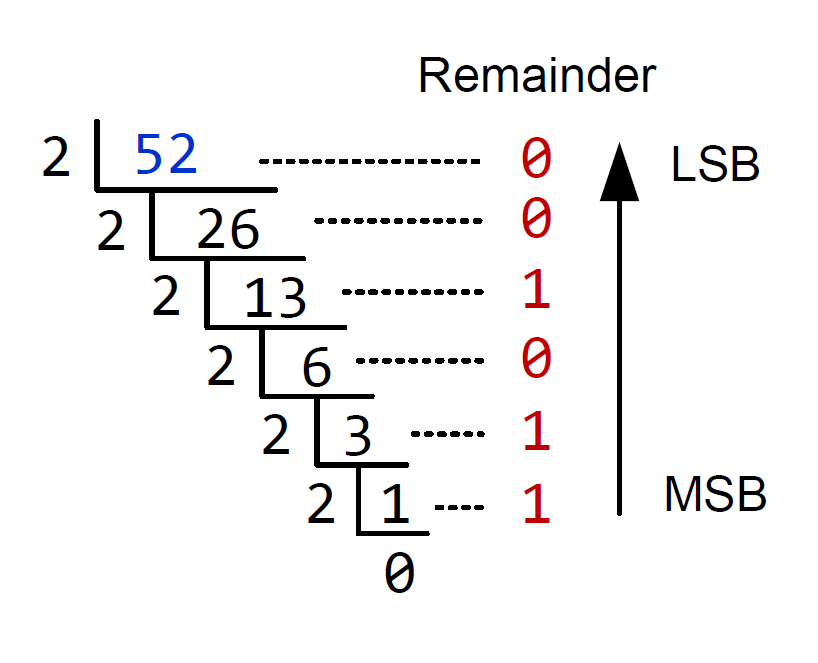 Remainder
2 52 0 LSB
2 26 0
2 13 1
2 6 0
2 3 1
2 1 1 MSB
0